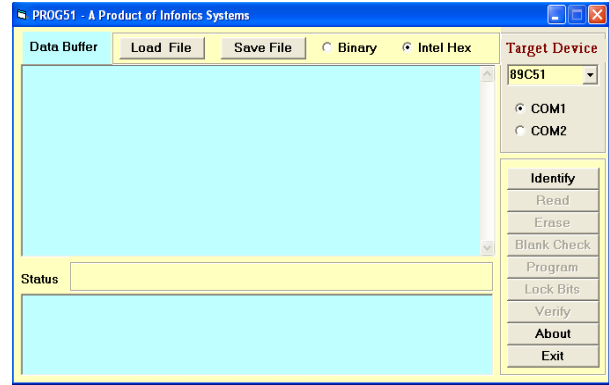 PROG51 - A Product of Infonics Systems
Data Buffer Load File Save File Binary Intel Hex
Target Device
89C51
COM1
COM2
Identify
Read
Erase
Blank Check
Program
Lock Bits
Verify
About
Exit
Status